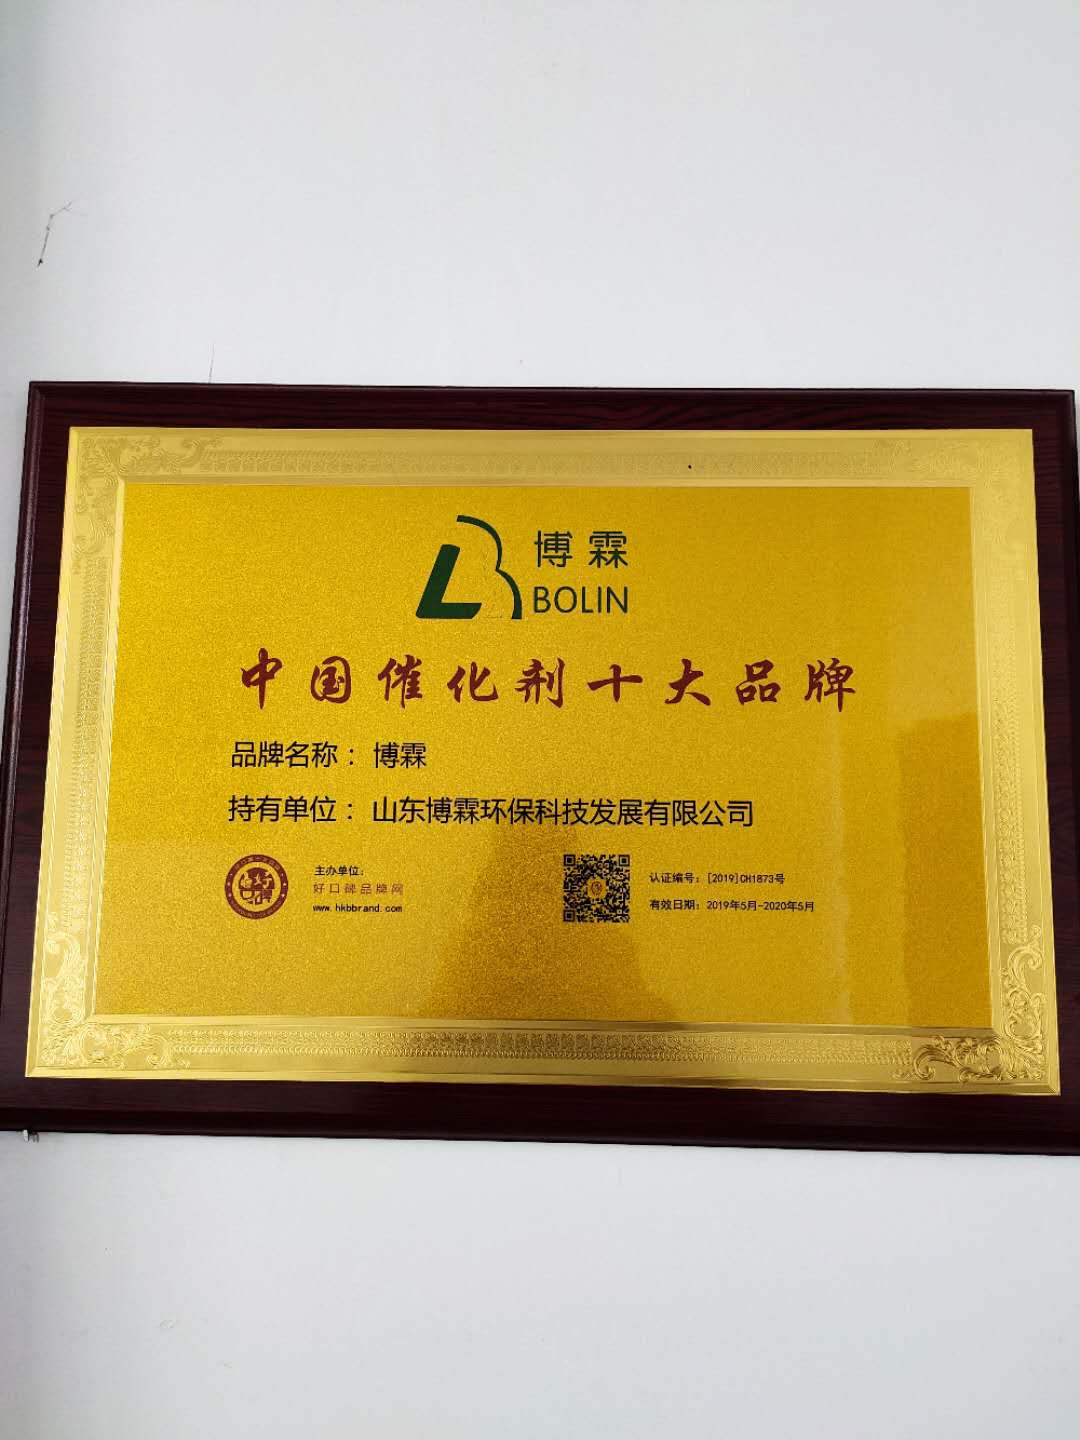 博霖
BOLIN
中国催化剂十大品牌
品牌名称：博霖
持有单位：山东博霖环保科技发展有限公司
主办单位：
好口碑品牌网
www.hkbbrand.com
认证编号：[2019]CH1873号
有效日期：2019年5月-2020年5月